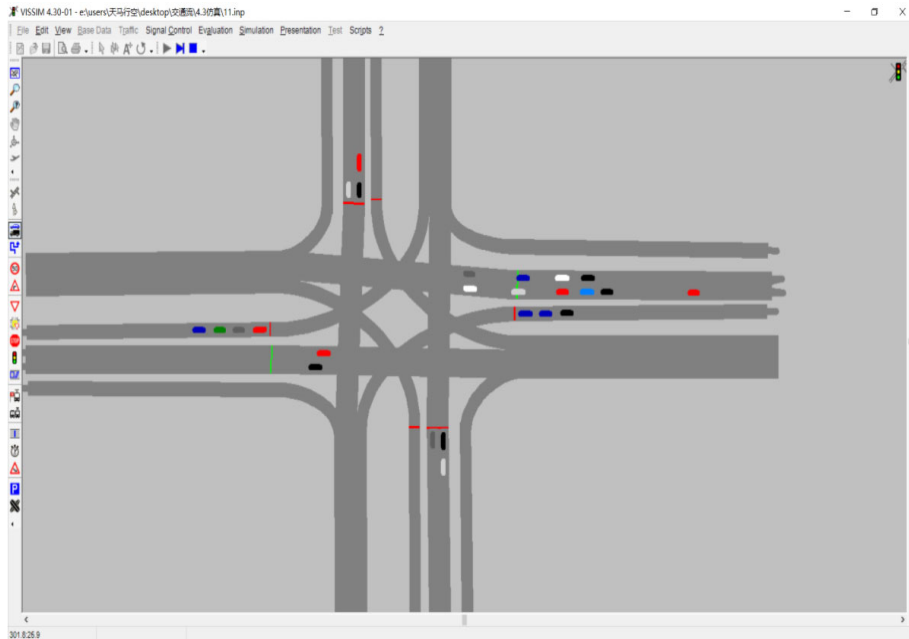 VISSIM 4.30-01 - e:\users\天马行空\desktop\交通流\4.3仿真\11.inp
File Edit View Base Data Traffic Signal Control Evaluation Simulation Presentation Test Scripts ?
301.8:25.9